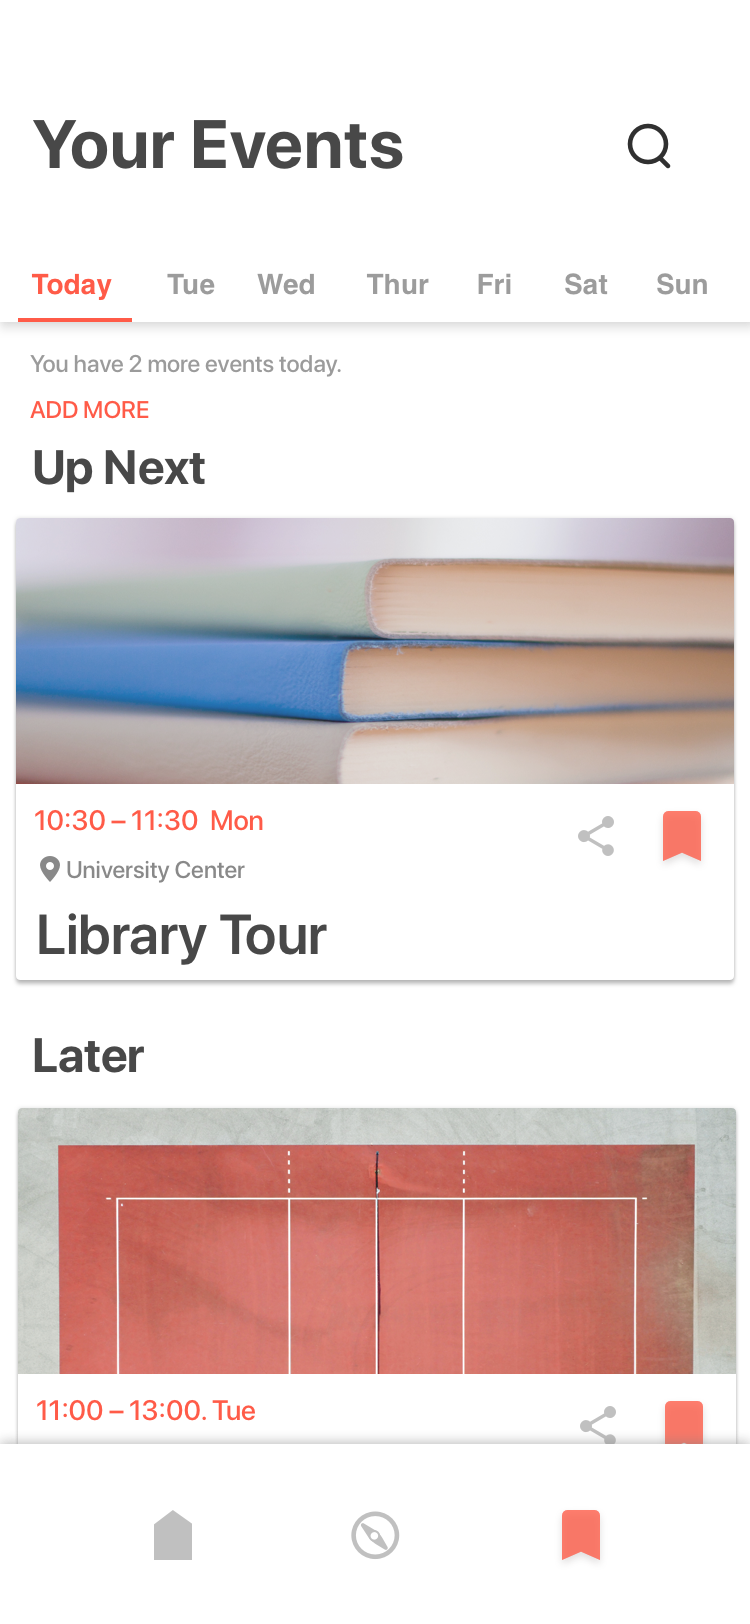 Your Events
Today Tue Wed Thur Fri Sat Sun
You have 2 more events today.
ADD MORE
Up Next
10:30 – 11:30 Mon
University Center
Library Tour
Later
11:00 – 13:00. Tue